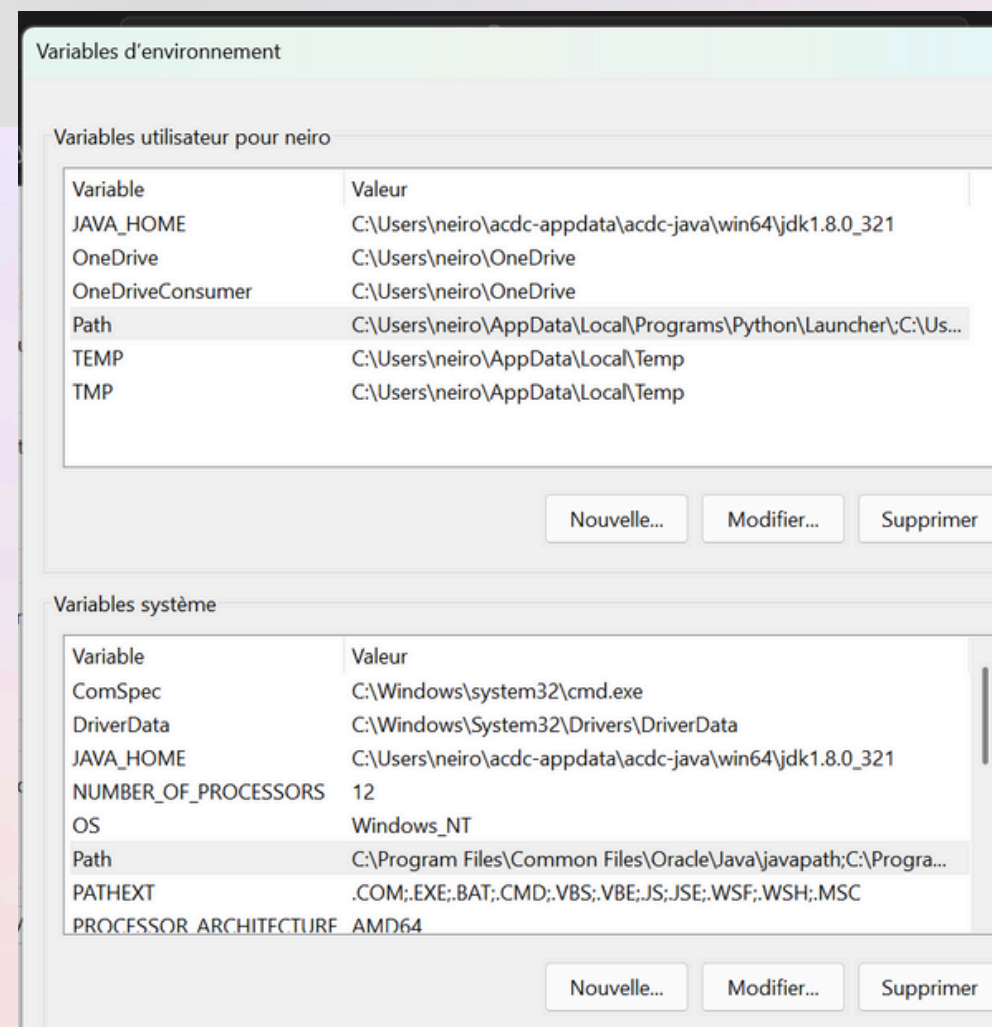 Variables d'environnement
Variables utilisateur pour neiro
Variable Valeur
JAVA_HOME C:\Users\neiro\acdc-appdata\acdc-java\win64\jdk1.8.0_321
OneDrive C:\Users\neiro\OneDrive
OneDriveConsumer C:\Users\neiro\OneDrive
Path C:\Users\neiro\AppData\Local\Programs\Python\Launcher\;C:\Us...
TEMP C:\Users\neiro\AppData\Local\Temp
TMP C:\Users\neiro\AppData\Local\Temp
Nouvelle... Modifier... Supprimer
Variables système
Variable Valeur
ComSpec C:\Windows\system32\cmd.exe
DriverData C:\Windows\System32\Drivers\DriverData
JAVA_HOME C:\Users\neiro\acdc-appdata\acdc-java\win64\jdk1.8.0_321
NUMBER_OF_PROCESSORS 12
OS Windows_NT
Path C:\Program Files\Common Files\Oracle\Java\javapath;C:\Progra...
PATHEXT .COM;.EXE;.BAT;.CMD;.VBS;.VBE;.JS;.JSE;.WSF;.WSH;.MSC
PROCESSOR_ARCHITECTURE AMD64
Nouvelle... Modifier... Supprimer